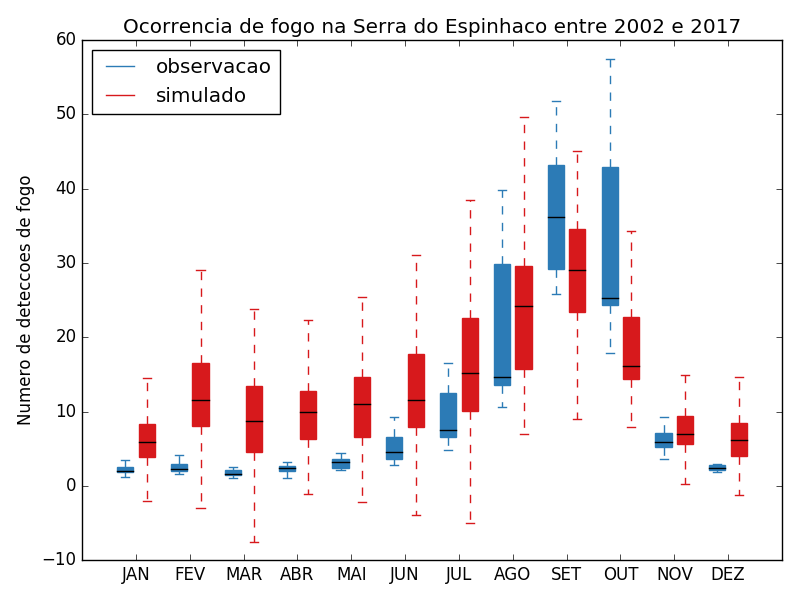 Ocorrencia de fogo na Serra do Espinhaco entre 2002 e 2017
observacao
simulado
Numero de deteccoes de fogo
60
50
40
30
20
10
0
−10
JAN FEV MAR ABR MAI JUN JUL AGO SET OUT NOV DEZ